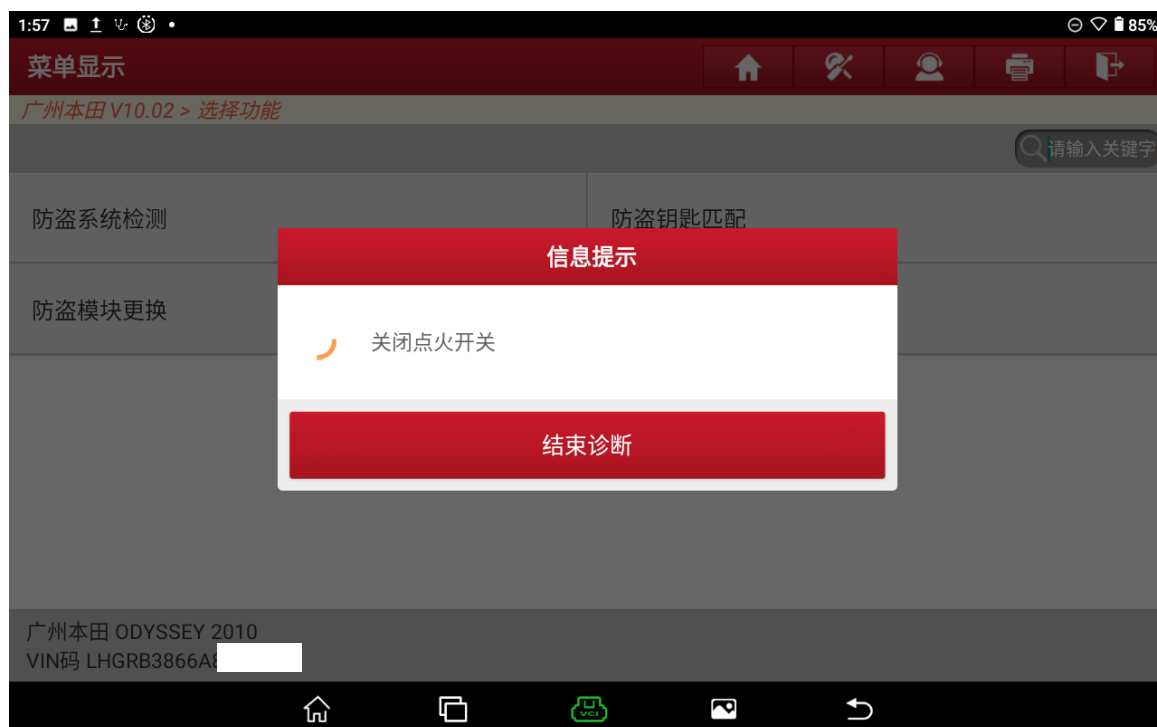 1:57
85%
菜单显示
广州本田 V10.02 > 选择功能
请输入关键字
防盗系统检测
防盗钥匙匹配
信息提示
防盗模块更换
关闭点火开关
结束诊断
广州本田 ODYSSEY 2010
VIN码 LHGRB3866A
VCI